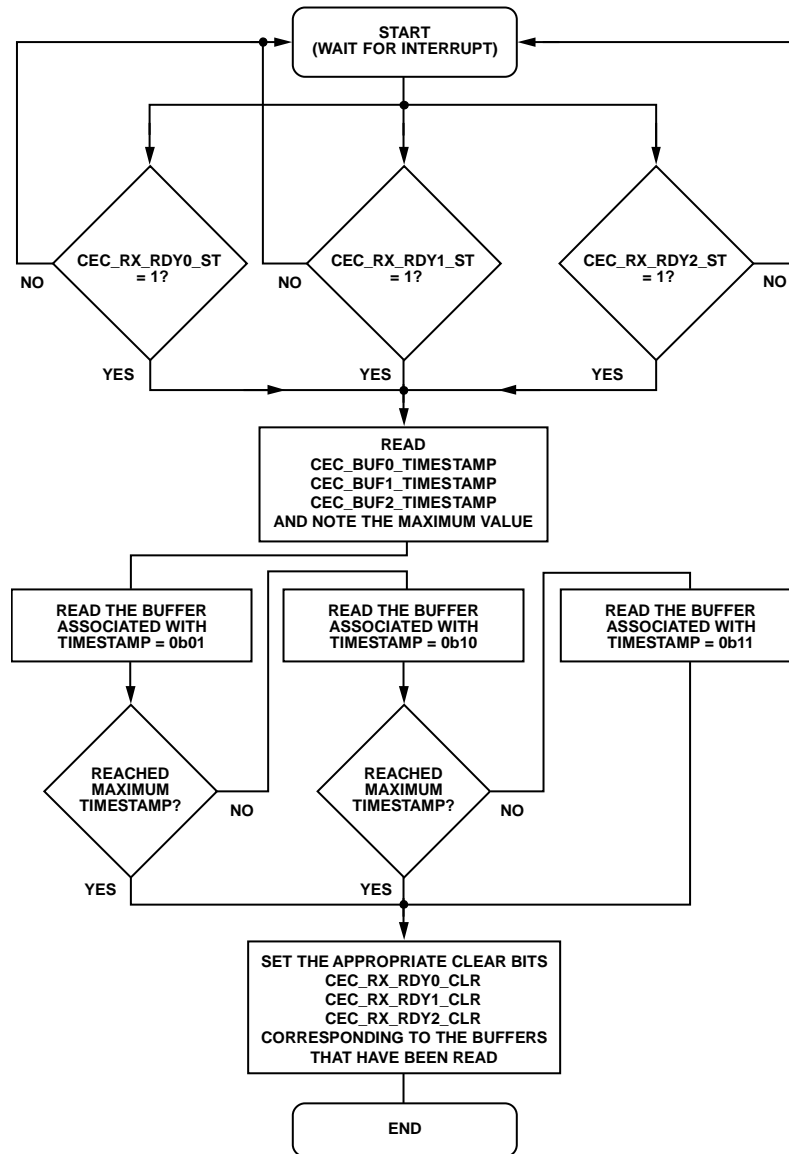 START
(WAIT FOR INTERRUPT)
CEC_RX_RDY0_ST
= 1?
CEC_RX_RDY1_ST
= 1?
CEC_RX_RDY2_ST
= 1?
NO
NO
NO
YES
YES
YES
READ
CEC_BUF0_TIMESTAMP
CEC_BUF1_TIMESTAMP
CEC_BUF2_TIMESTAMP
AND NOTE THE MAXIMUM VALUE
READ THE BUFFER
ASSOCIATED WITH
TIMESTAMP = 0b01
READ THE BUFFER
ASSOCIATED WITH
TIMESTAMP = 0b10
READ THE BUFFER
ASSOCIATED WITH
TIMESTAMP = 0b11
REACHED
MAXIMUM
TIMESTAMP?
NO
REACHED
MAXIMUM
TIMESTAMP?
NO
YES
YES
SET THE APPROPRIATE CLEAR BITS
CEC_RX_RDY0_CLR
CEC_RX_RDY1_CLR
CEC_RX_RDY2_CLR
CORRESPONDING TO THE BUFFERS
THAT HAVE BEEN READ
END